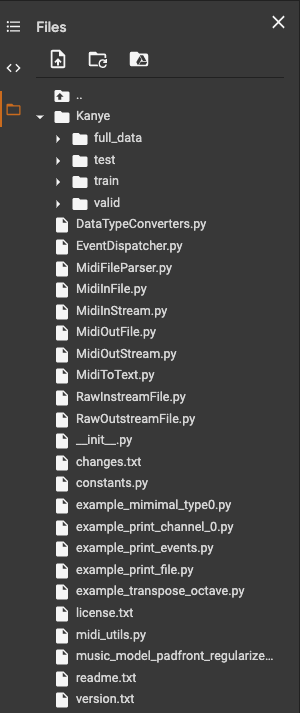 Files
..
Kanye
full_data
test
train
valid
DataTypeConverters.py
EventDispatcher.py
MidiFileParser.py
MidiInFile.py
MidiInStream.py
MidiOutFile.py
MidiOutStream.py
MidiToText.py
RawInstreamFile.py
RawOutstreamFile.py
__init__.py
changes.txt
constants.py
example_mimimal_type0.py
example_print_channel_0.py
example_print_events.py
example_print_file.py
example_transpose_octave.py
license.txt
midi_utils.py
music_model_padfront_regularize...
readme.txt
version.txt